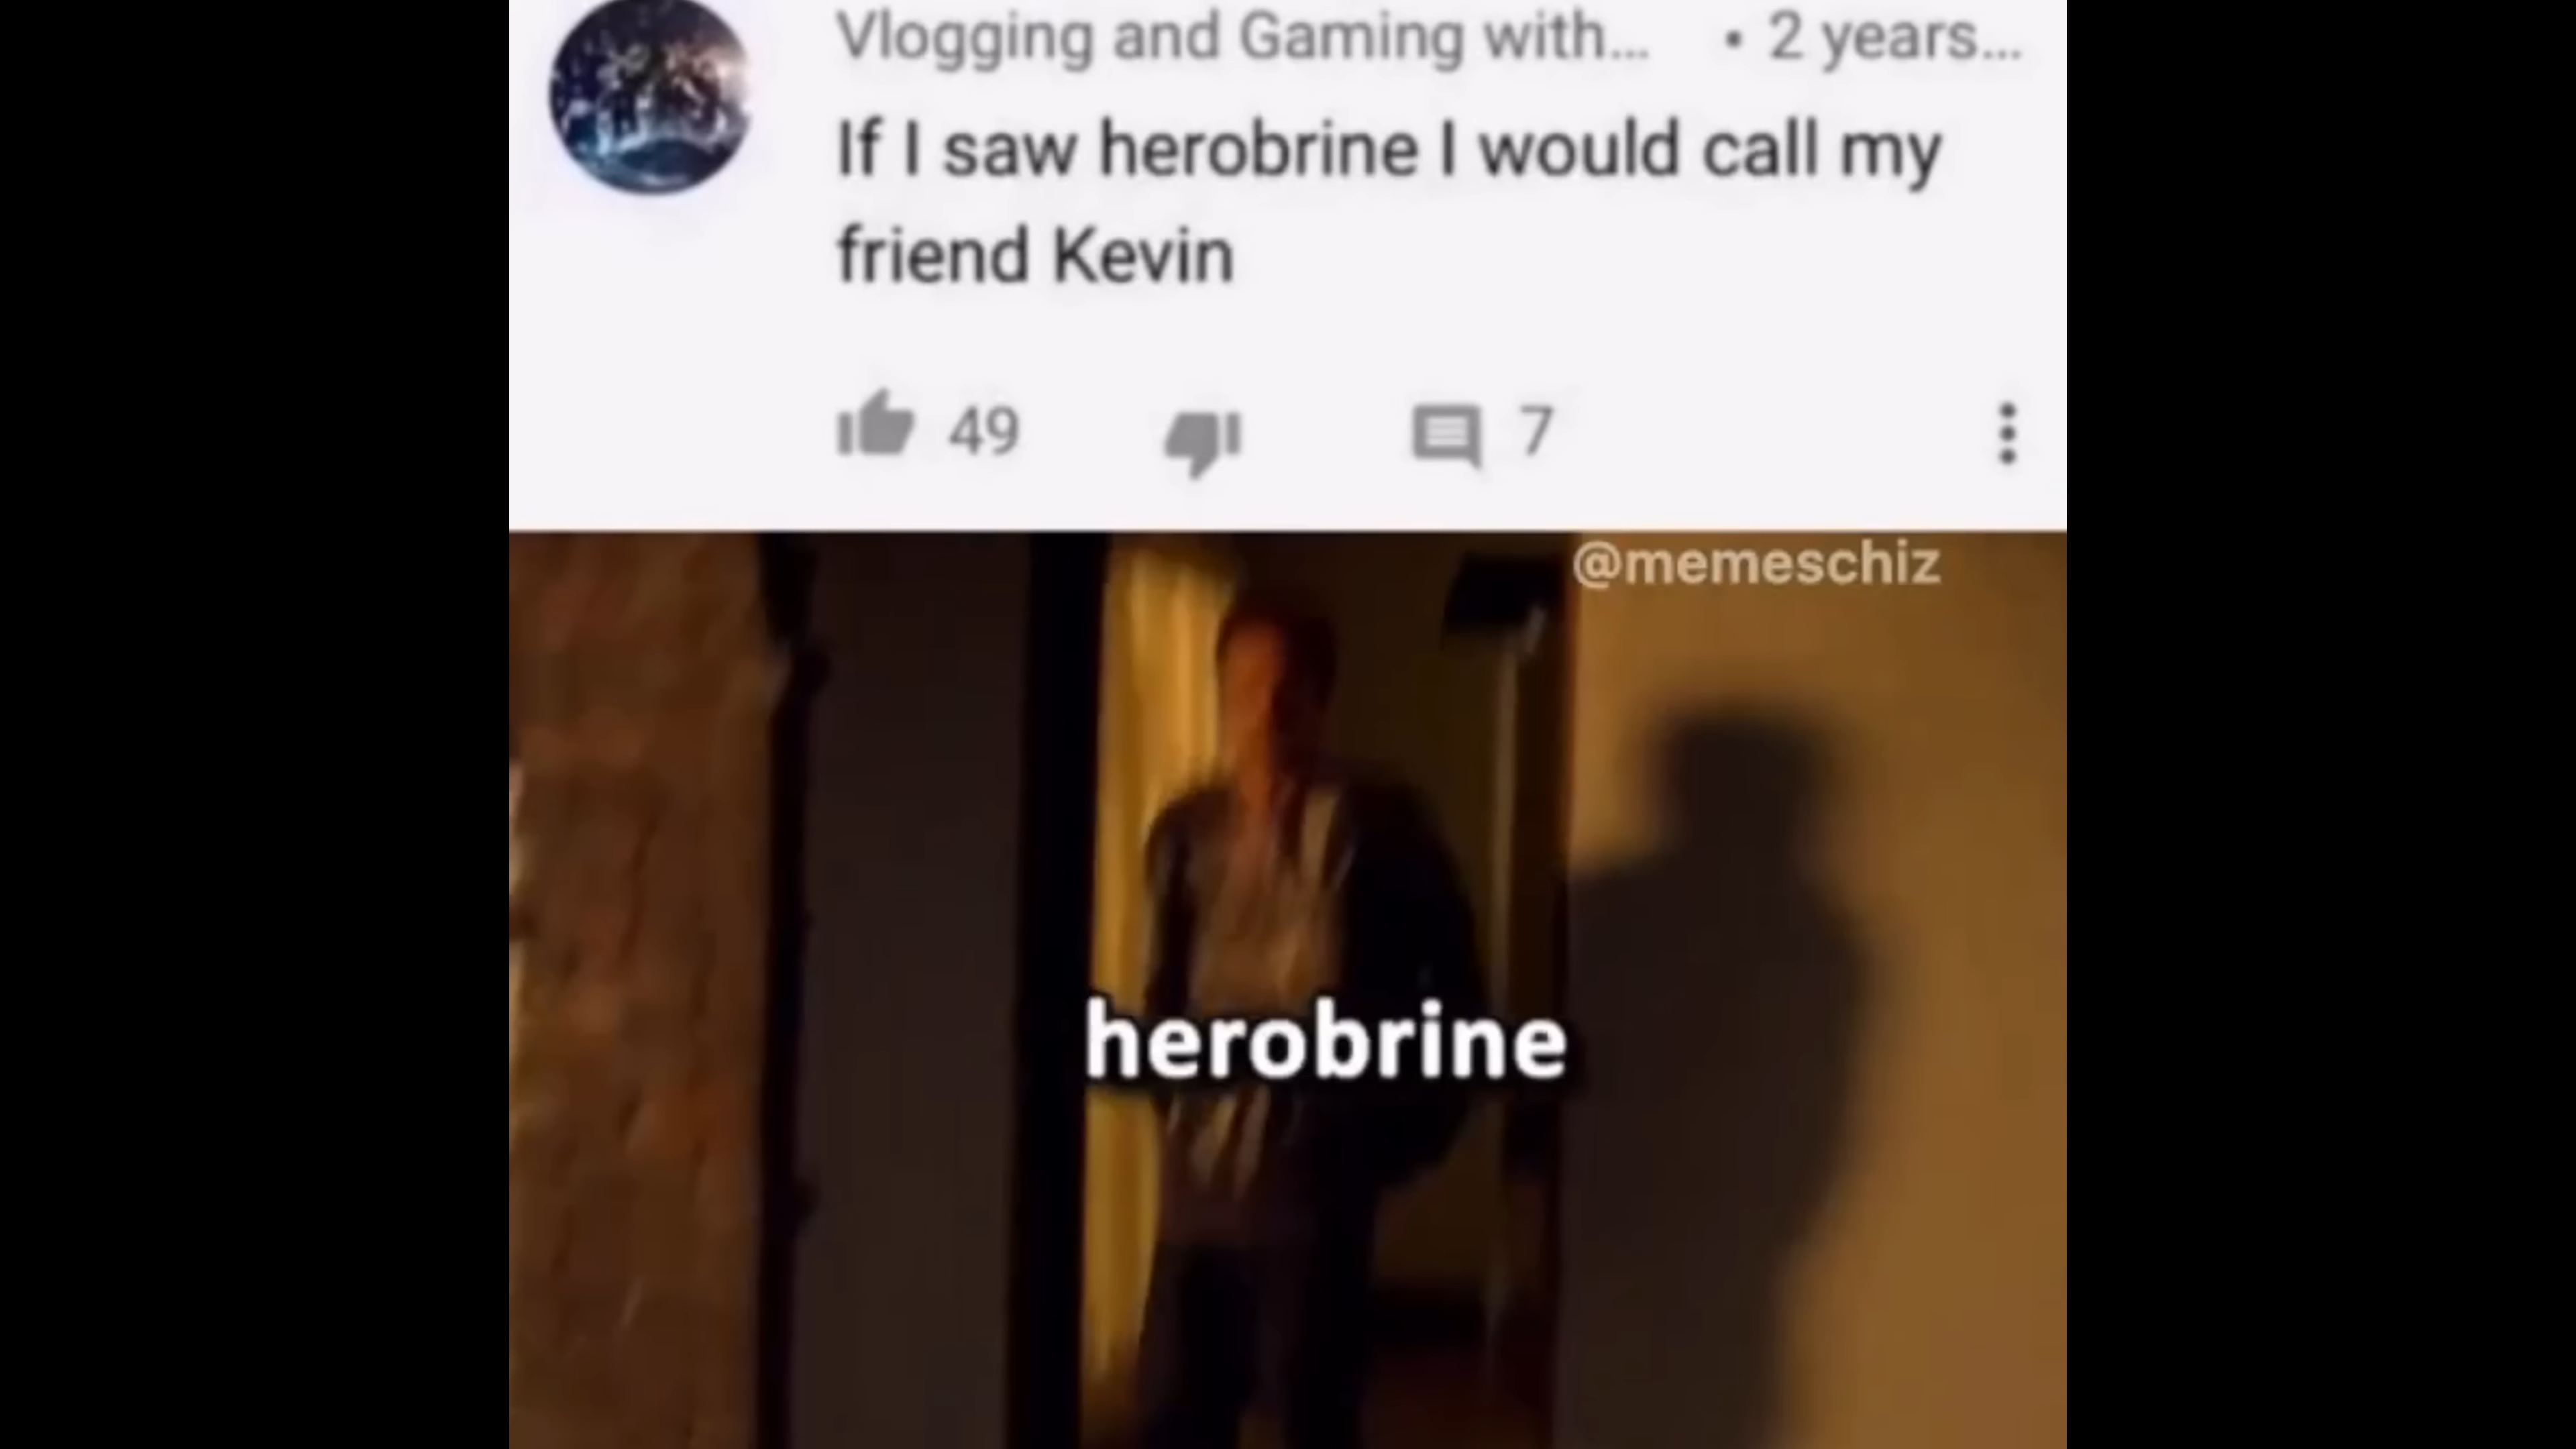 Vlogging and Gaming with... • 2 years...
If I saw herobrine I would call my
friend Kevin
49 7
@memeschiz
herobrine